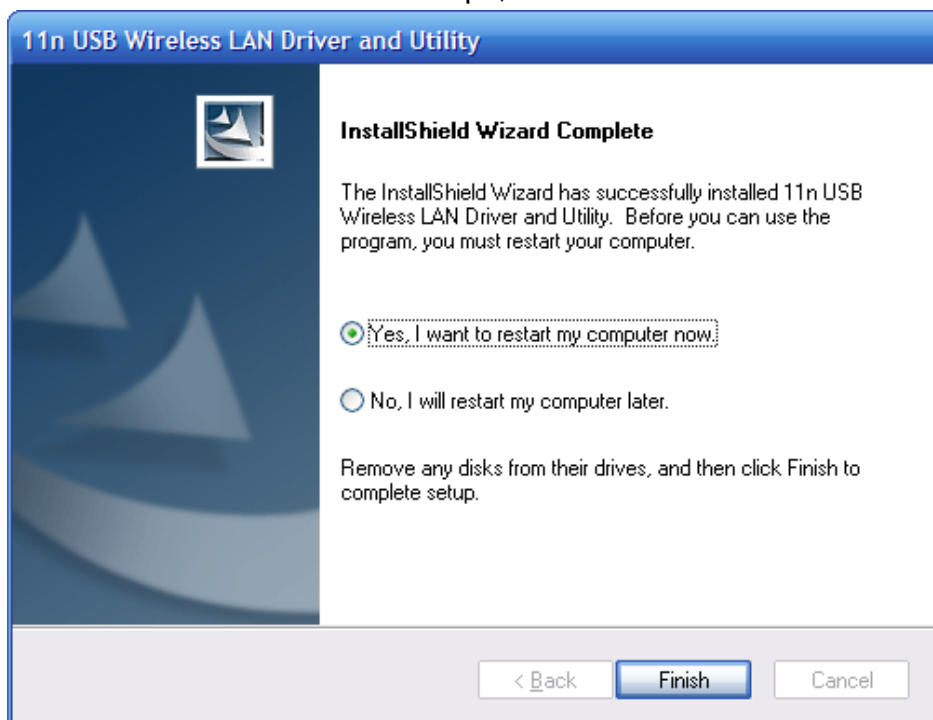 11n USB Wireless LAN Driver and Utility
InstallShield Wizard Complete
The InstallShield Wizard has successfully installed 11n USB
Wireless LAN Driver and Utility. Before you can use the
program, you must restart your computer.
Yes, I want to restart my computer now.
No, I will restart my computer later.
Remove any disks from their drives, and then click Finish to
complete setup.
< Back Finish Cancel